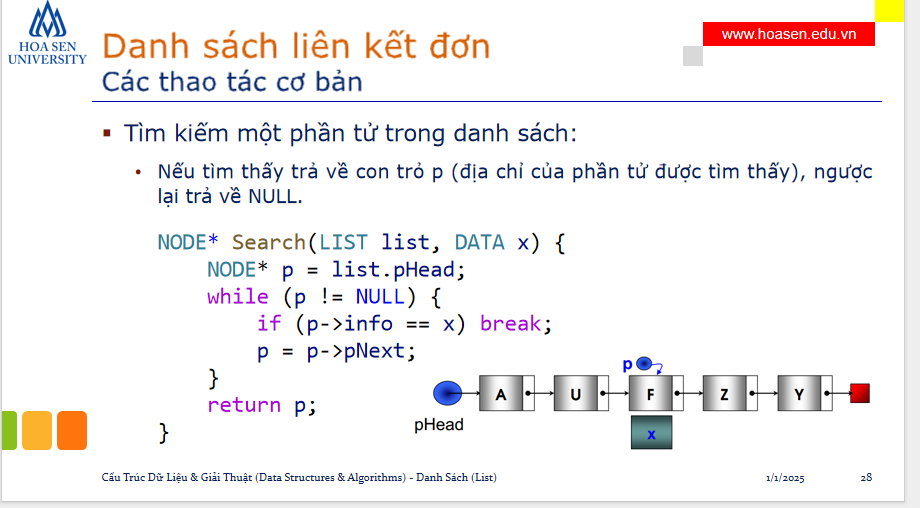 HOA SEN
UNIVERSITY
Danh sách liên kết đơn
www.hoasen.edu.vn
Các thao tác cơ bản
▪ Tìm kiếm một phần tử trong danh sách:
• Nếu tìm thấy trả về con trỏ p (địa chỉ của phần tử được tìm thấy), ngược
lại trả về NULL.
NODE* Search(LIST list, DATA x) {
    NODE* p = list.pHead;
    while (p != NULL) {
        if (p->info == x) break;
        p = p->pNext;
    }
    return p;
}
p
A U F Z Y
pHead
x
Cấu Trúc Dữ Liệu & Giải Thuật (Data Structures & Algorithms) - Danh Sách (List)
1/1/2025
28